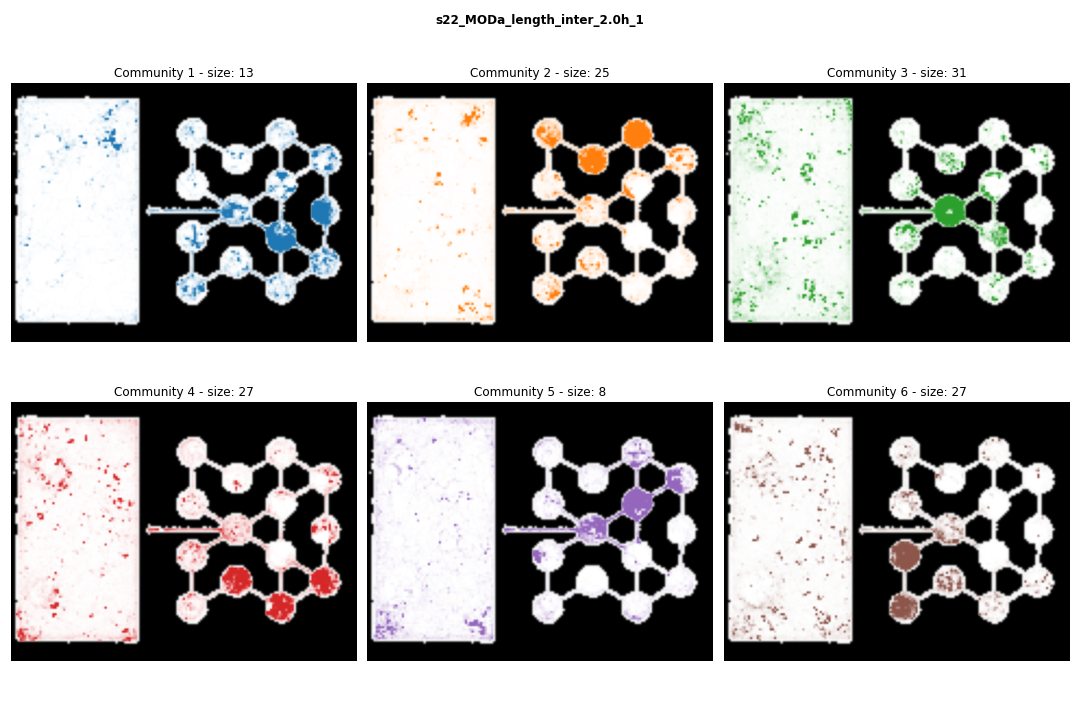 s22_MODa_length_inter_2.0h_1
Community 1 - size: 13
Community 2 - size: 25
Community 3 - size: 31
Community 4 - size: 27
Community 5 - size: 8
Community 6 - size: 27